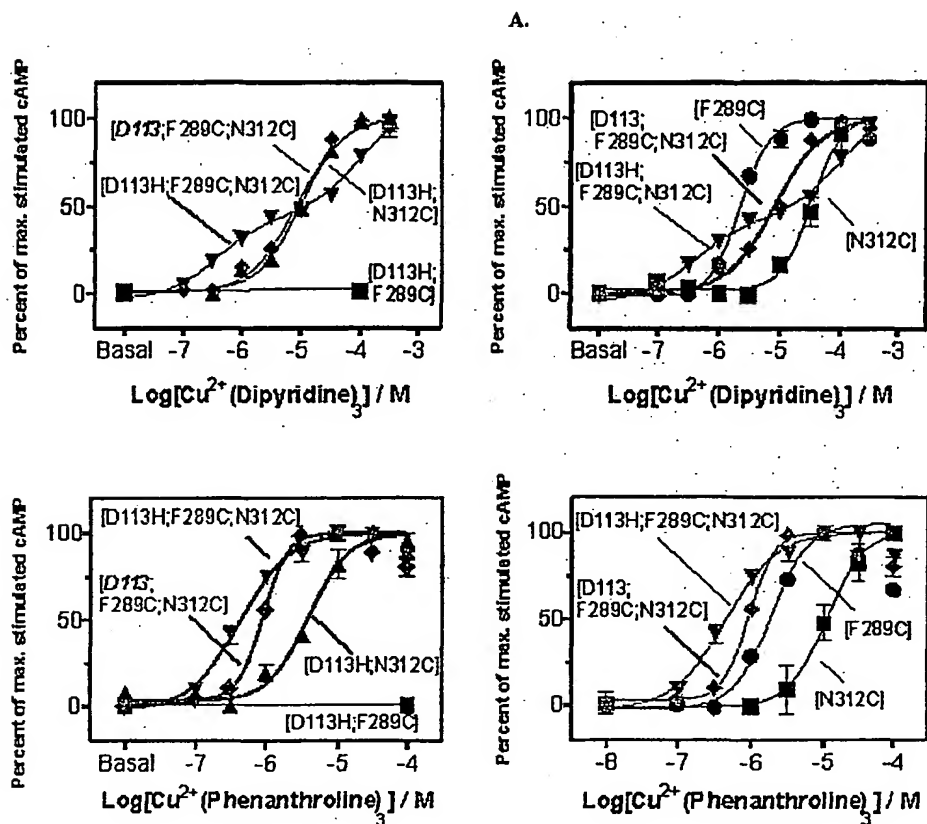 A.
Percent of max. stimulated cAMP
100
50
0
[D113;F289C;N312C]
[D113H;F289C;N312C]
[D113H;
N312C]
[D113H;
F289C]
Basal -7 -6 -5 -4 -3
Log[Cu2+(Dipyridine)3] / M
Percent of max. stimulated cAMP
100
50
0
[F289C]
[D113;
F289C;N312C]
[D113H;
F289C;N312C]
[N312C]
Basal -7 -6 -5 -4 -3
Log[Cu2+(Dipyridine)3] / M
Percent of max. stimulated cAMP
100
50
0
[D113H;F289C;N312C]
[D113;
F289C;N312C]
[D113H;N312C]
[D113H;F289C]
Basal -7 -6 -5 -4
Log[Cu2+(Phenanthroline)3] / M
Percent of max. stimulated cAMP
100
50
0
[D113H;F289C;N312C]
[D113;
F289C;N312C]
[F289C]
[N312C]
-8 -7 -6 -5 -4
Log[Cu2+(Phenanthroline)3] / M